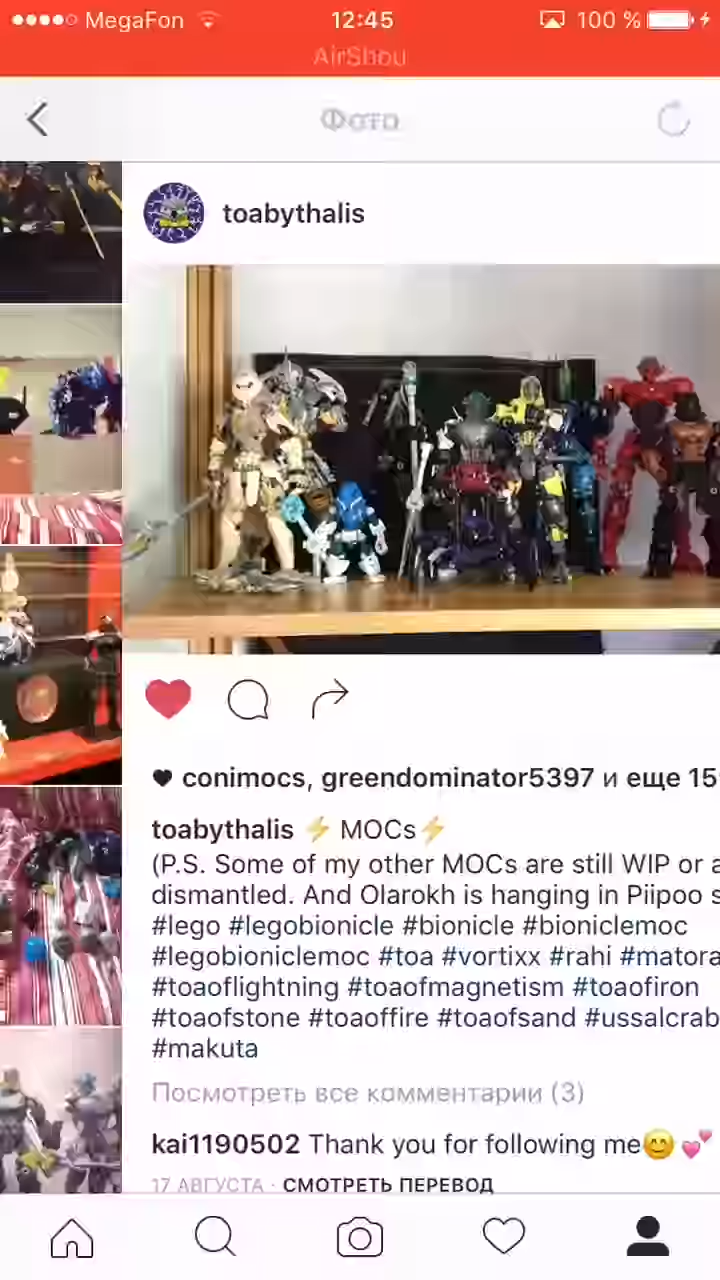 MegaFon 12:45 100 %
AirShou
Фото
toabythalis
conimocs, greendominator5397 и еще 15
toabythalis ⚡ MOCs⚡
(P.S. Some of my other MOCs are still WIP or a
dismantled. And Olarokh is hanging in Piipoo s
#lego #legobionicle #bionicle #bioniclemoc
#legobioniclemoc #toa #vortixx #rahi #matora
#toaoflightning #toaofmagnetism #toaofiron
#toaofstone #toaoffire #toaofsand #ussalcrab
#makuta
Посмотреть все комментарии (3)
kai1190502 Thank you for following me😊 💕
17 АВГУСТА · СМОТРЕТЬ ПЕРЕВОД